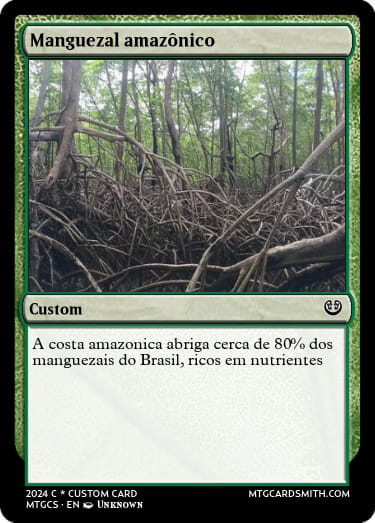 Manguezal amazônico
Custom
A costa amazonica abriga cerca de 80% dos
manguezais do Brasil, ricos em nutrientes
2024 C * CUSTOM CARD
MTGCS · EN UNKNOWN
MTGCARDSMITH.COM